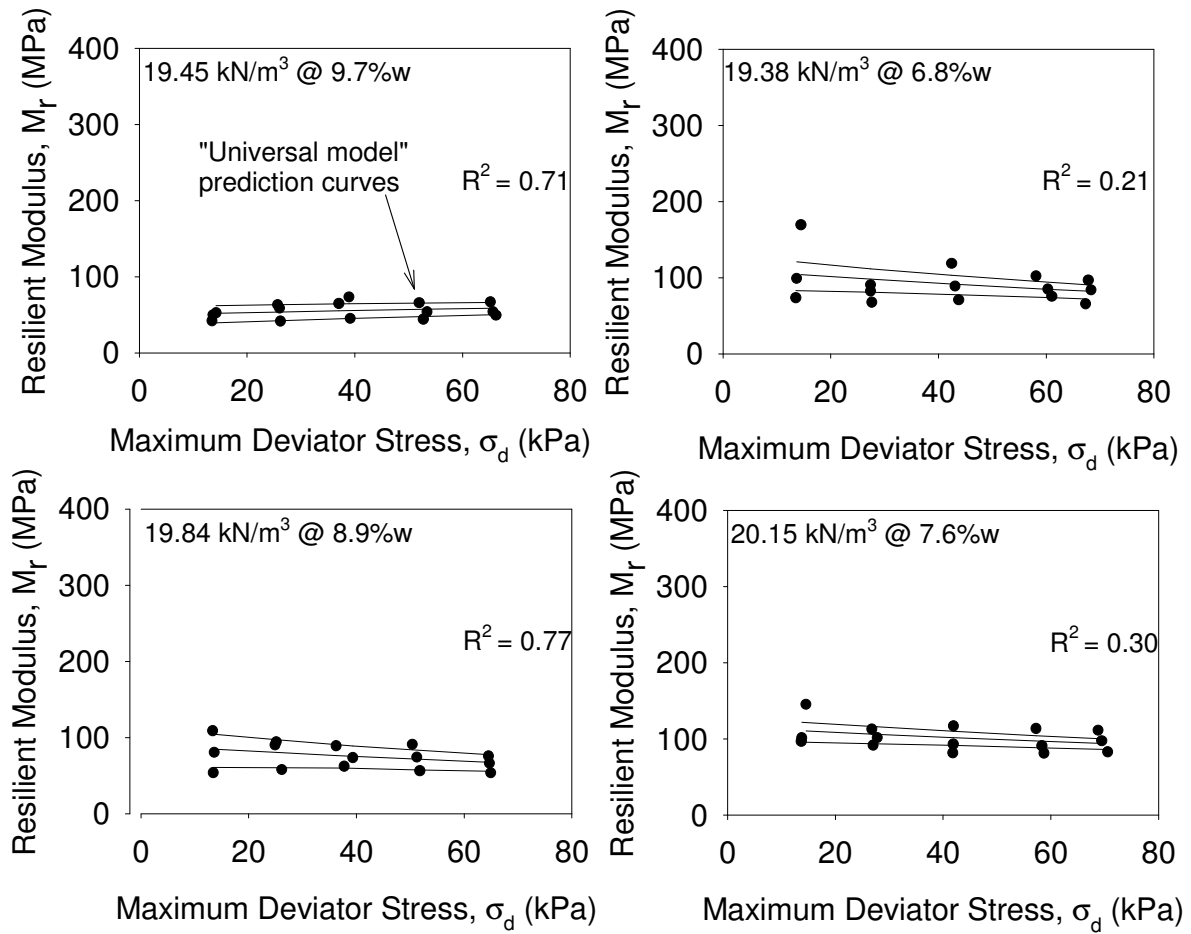 Resilient Modulus, Mr (MPa)
400
300
200
100
0
19.45 kN/m³ @ 9.7%w
"Universal model"
prediction curves
R² = 0.71
0 20 40 60 80
Maximum Deviator Stress, σd (kPa)
Resilient Modulus, Mr (MPa)
400
300
200
100
0
19.38 kN/m³ @ 6.8%w
R² = 0.21
0 20 40 60 80
Maximum Deviator Stress, σd (kPa)
Resilient Modulus, Mr (MPa)
400
300
200
100
0
19.84 kN/m³ @ 8.9%w
R² = 0.77
0 20 40 60 80
Maximum Deviator Stress, σd (kPa)
Resilient Modulus, Mr (MPa)
400
300
200
100
0
20.15 kN/m³ @ 7.6%w
R² = 0.30
0 20 40 60 80
Maximum Deviator Stress, σd (kPa)